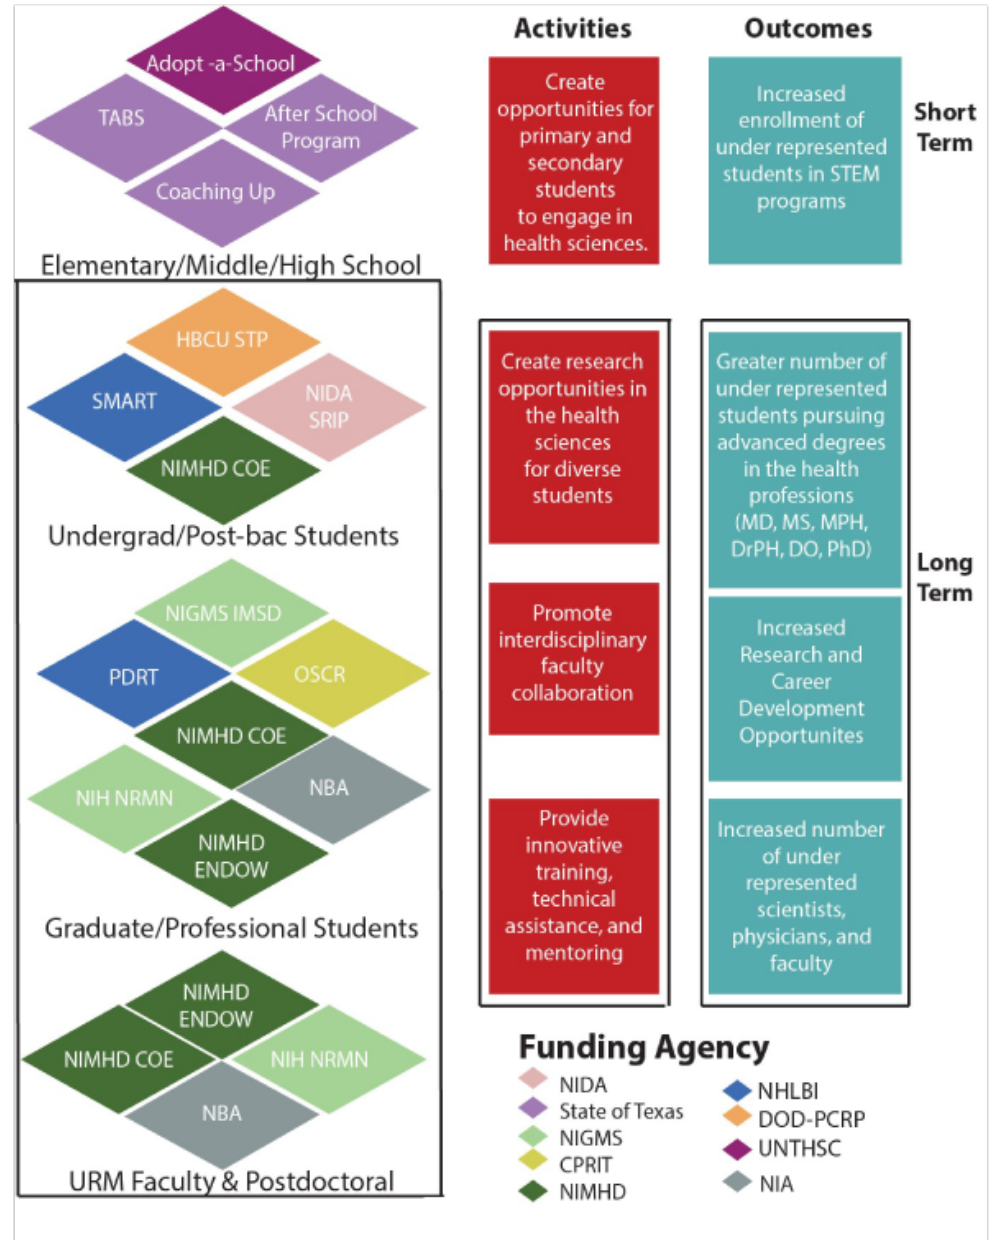 Activities
Outcomes
Adopt -a-School
TABS
After School
Program
Coaching Up
Elementary/Middle/High School
Create
opportunities for
primary and
secondary
students
to engage in
health sciences.
Increased
enrollment of
under represented
students in STEM
programs
Short
Term
HBCU STP
SMART
NIDA
SRIP
NIMHD COE
Undergrad/Post-bac Students
NIGMS IMSD
PDRT
OSCR
NIMHD COE
NIH NRMN
NBA
NIMHD
ENDOW
Graduate/Professional Students
NIMHD
ENDOW
NIMHD COE
NIH NRMN
NBA
URM Faculty & Postdoctoral
Create research
opportunities in
the health
sciences
for diverse
students
Promote
interdisciplinary
faculty
collaboration
Provide
innovative
training,
technical
assistance, and
mentoring
Greater number of
under represented
students pursuing
advanced degrees
in the health
professions
(MD, MS, MPH,
DrPH, DO, PhD)
Increased
Research and
Career
Development
Opportunites
Increased number
of under
represented
scientists,
physicians, and
faculty
Long
Term
Funding Agency
NIDA
State of Texas
NIGMS
CPRIT
NIMHD
NHLBI
DOD-PCRP
UNTHSC
NIA